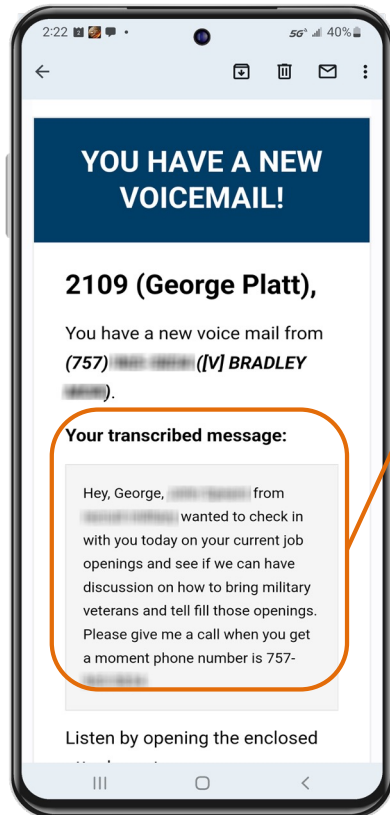 2:22
5G 40%
YOU HAVE A NEW
VOICEMAIL!
2109 (George Platt),
You have a new voice mail from
(757) ([V] BRADLEY
).
Your transcribed message:
Hey, George, from
wanted to check in
with you today on your current job
openings and see if we can have
discussion on how to bring military
veterans and tell fill those openings.
Please give me a call when you get
a moment phone number is 757-
Listen by opening the enclosed